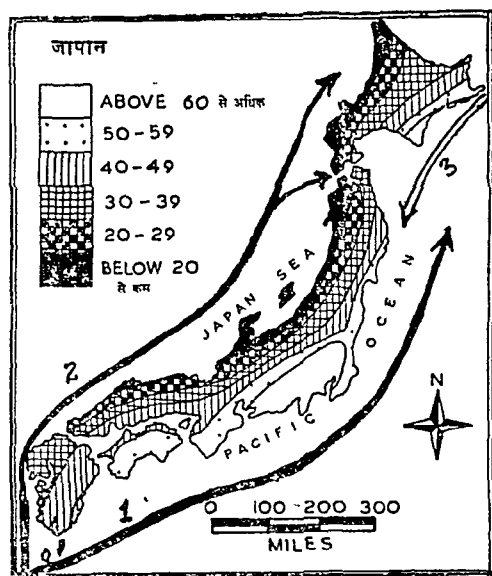 जापान
ABOVE 60 से अधिक
50-59
40-49
30-39
20-29
BELOW 20
से कम
JAPAN SEA
PACIFIC OCEAN
1
2
3
N
0 100 200 300
MILES